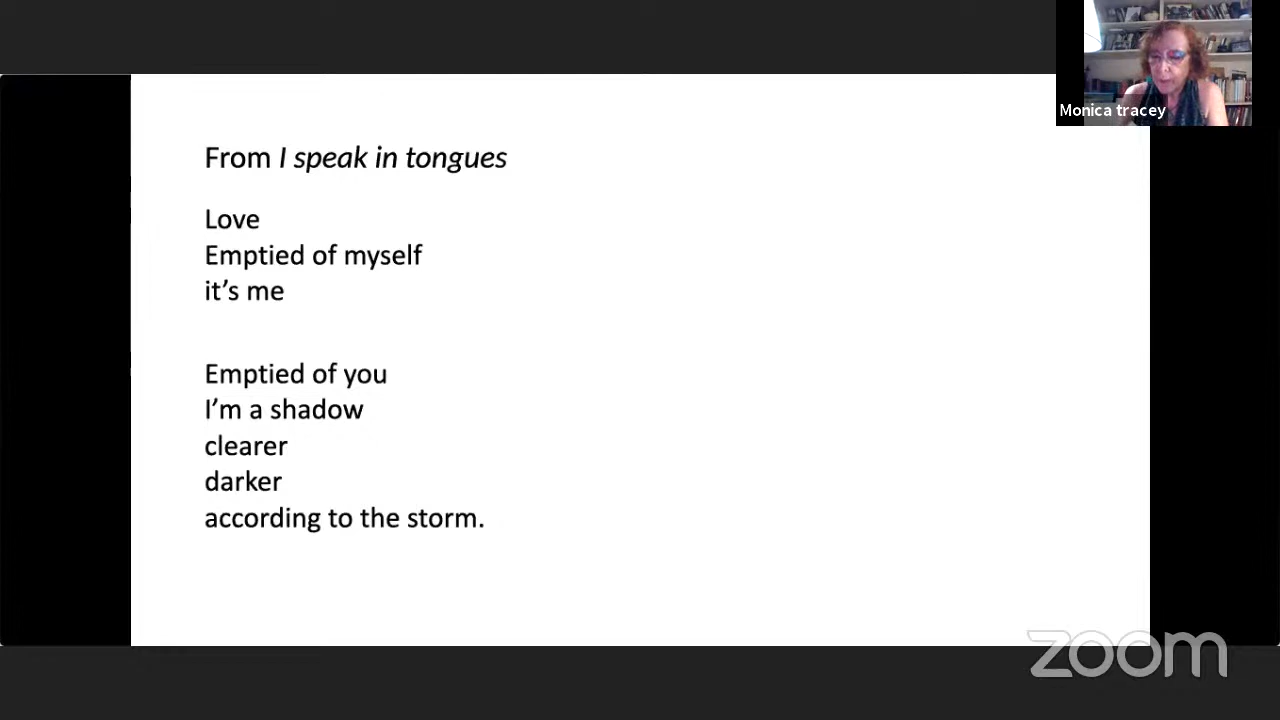 Monica tracey
From I speak in tongues
Love
Emptied of myself
it’s me
Emptied of you
I’m a shadow
clearer
darker
according to the storm.
zoom